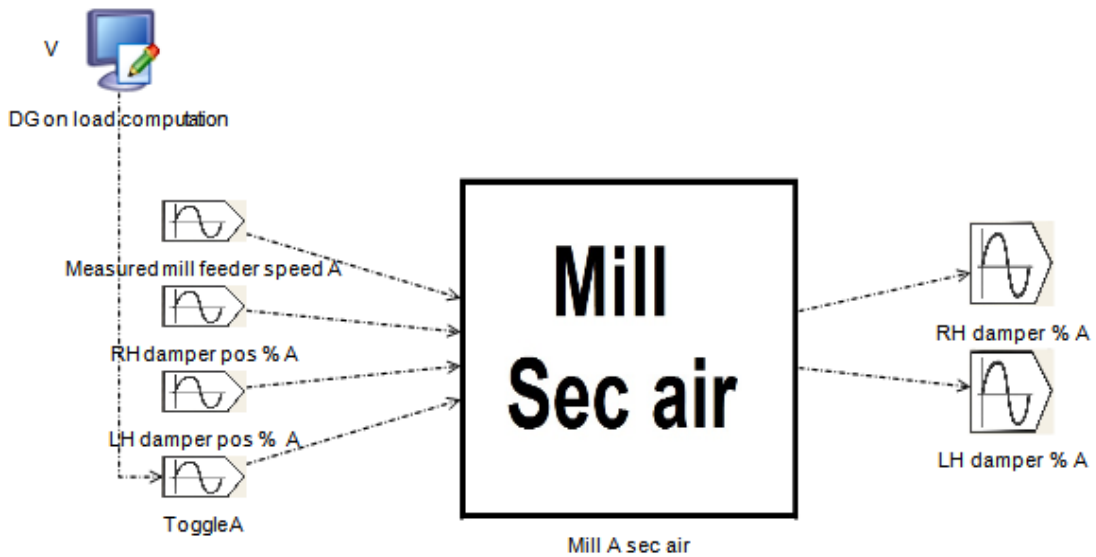 V
DG on load computation
Measured mill feeder speed A
RH damper pos % A
LH damper pos % A
ToggleA
Mill
Sec air
Mill A sec air
RH damper % A
LH damper % A